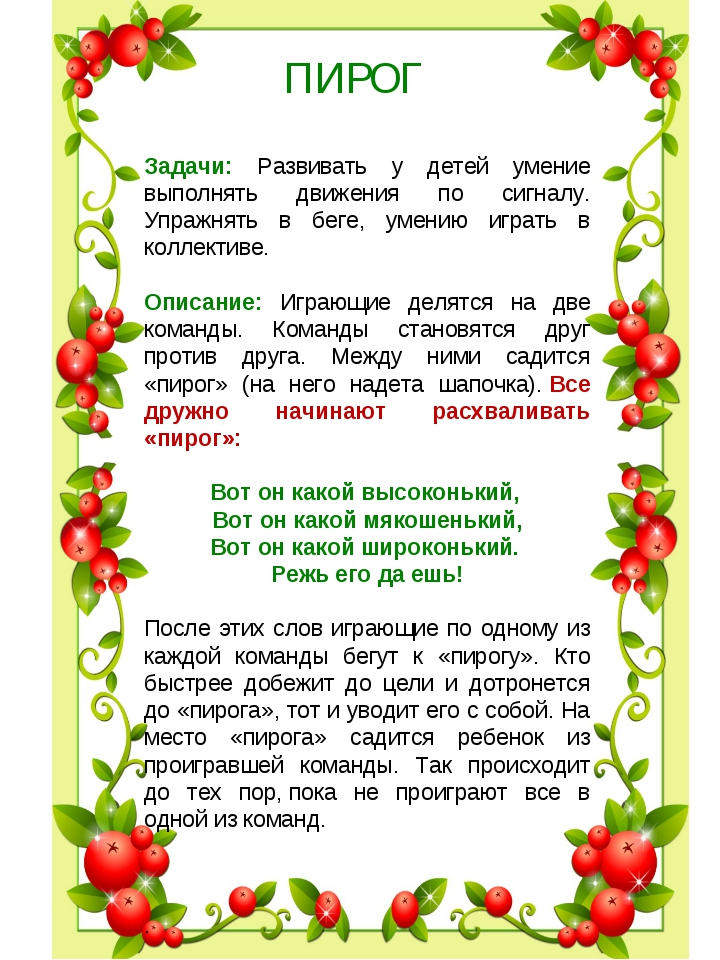 ПИРОГ
Задачи: Развивать у детей умение
выполнять движения по сигналу.
Упражнять в беге, умению играть в
коллективе.
Описание: Играющие делятся на две
команды. Команды становятся друг
против друга. Между ними садится
«пирог» (на него надета шапочка). Все
дружно начинают расхваливать
«пирог»:
Вот он какой высоконький,
Вот он какой мякошенький,
Вот он какой широконький.
Режь его да ешь!
После этих слов играющие по одному из
каждой команды бегут к «пирогу». Кто
быстрее добежит до цели и дотронется
до «пирога», тот и уводит его с собой. На
место «пирога» садится ребенок из
проигравшей команды. Так происходит
до тех пор, пока не проиграют все в
одной из команд.